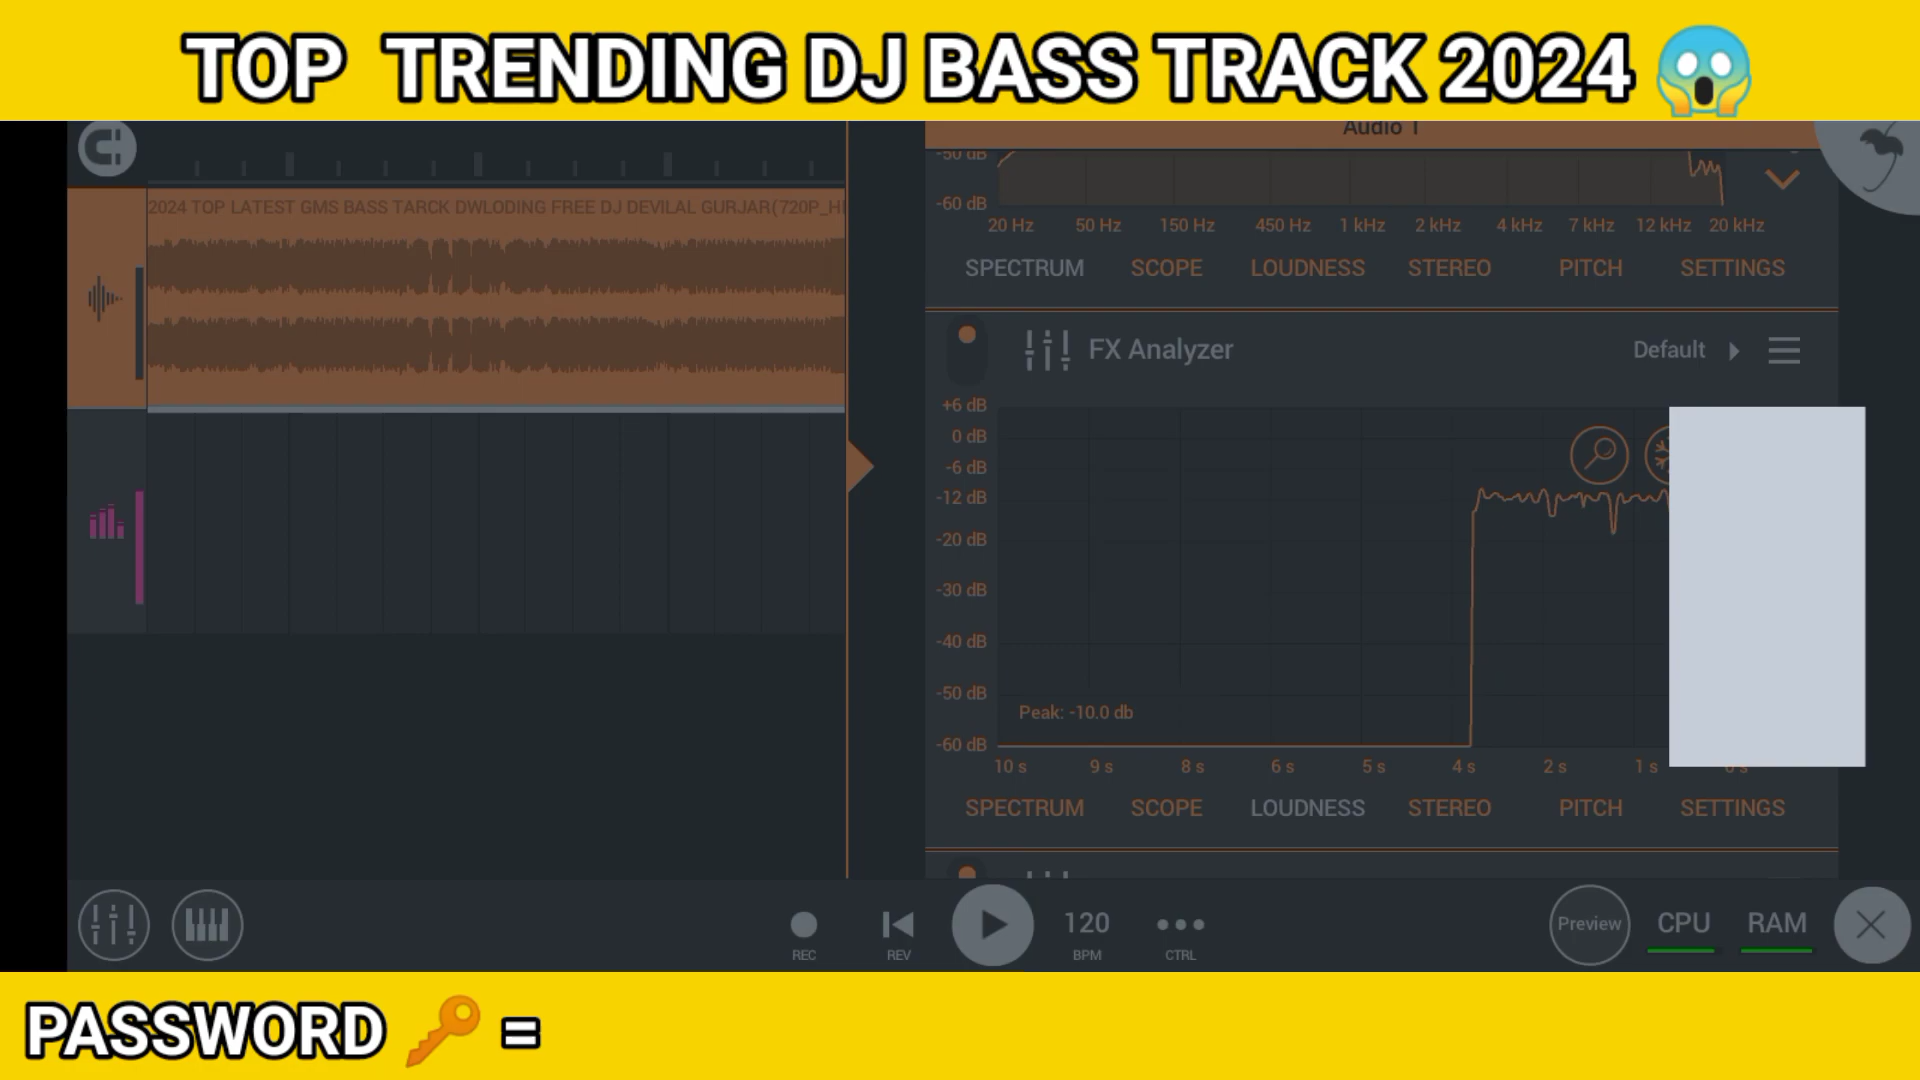 TOP TRENDING DJ BASS TRACK 2024 😱
Audio 1
2024 TOP LATEST GMS BASS TARCK DWLODING FREE DJ DEVILAL GURJAR(720P_H
-50 dB
-60 dB
20 Hz 50 Hz 150 Hz 450 Hz 1 kHz 2 kHz 4 kHz 7 kHz 12 kHz 20 kHz
SPECTRUM SCOPE LOUDNESS STEREO PITCH SETTINGS
FX Analyzer Default
+6 dB
0 dB
-6 dB
-12 dB
-20 dB
-30 dB
-40 dB
-50 dB
Peak: -10.0 db
-60 dB
10 s 9 s 8 s 6 s 5 s 4 s 2 s 1 s 0 s
SPECTRUM SCOPE LOUDNESS STEREO PITCH SETTINGS
120 Preview CPU RAM
REC REV BPM CTRL
PASSWORD 🔑 =